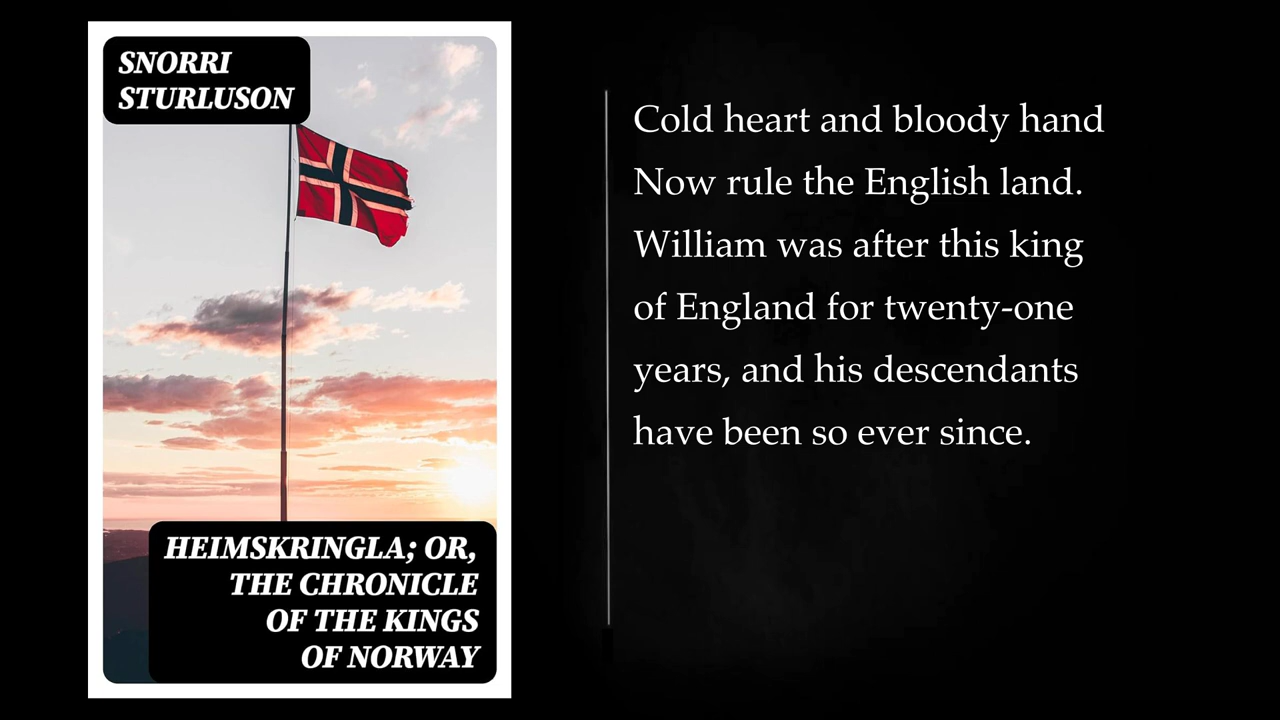 SNORRI
STURLUSON
HEIMSKRINGLA; OR,
THE CHRONICLE
OF THE KINGS
OF NORWAY
Cold heart and bloody hand
Now rule the English land.
William was after this king
of England for twenty-one
years, and his descendants
have been so ever since.